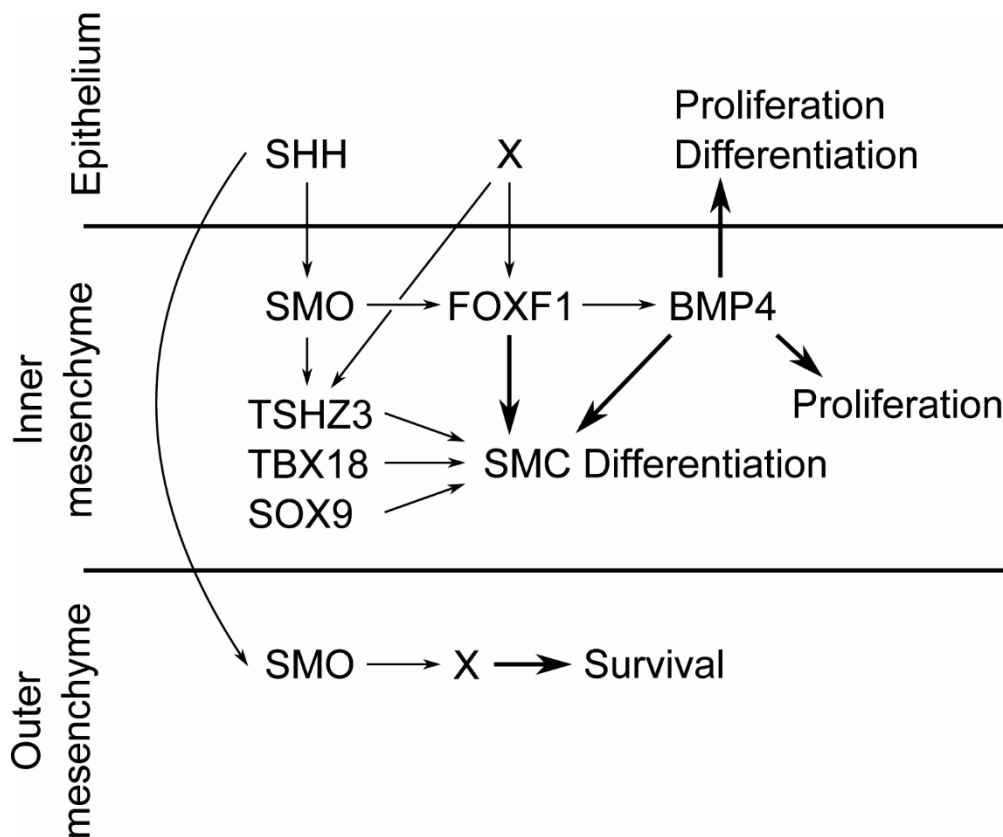 Epithelium
Proliferation
SHH X Differentiation
Inner
mesenchyme
SMO FOXF1 BMP4
TSHZ3 Proliferation
TBX18 SMC Differentiation
SOX9
Outer
mesenchyme
SMO X Survival